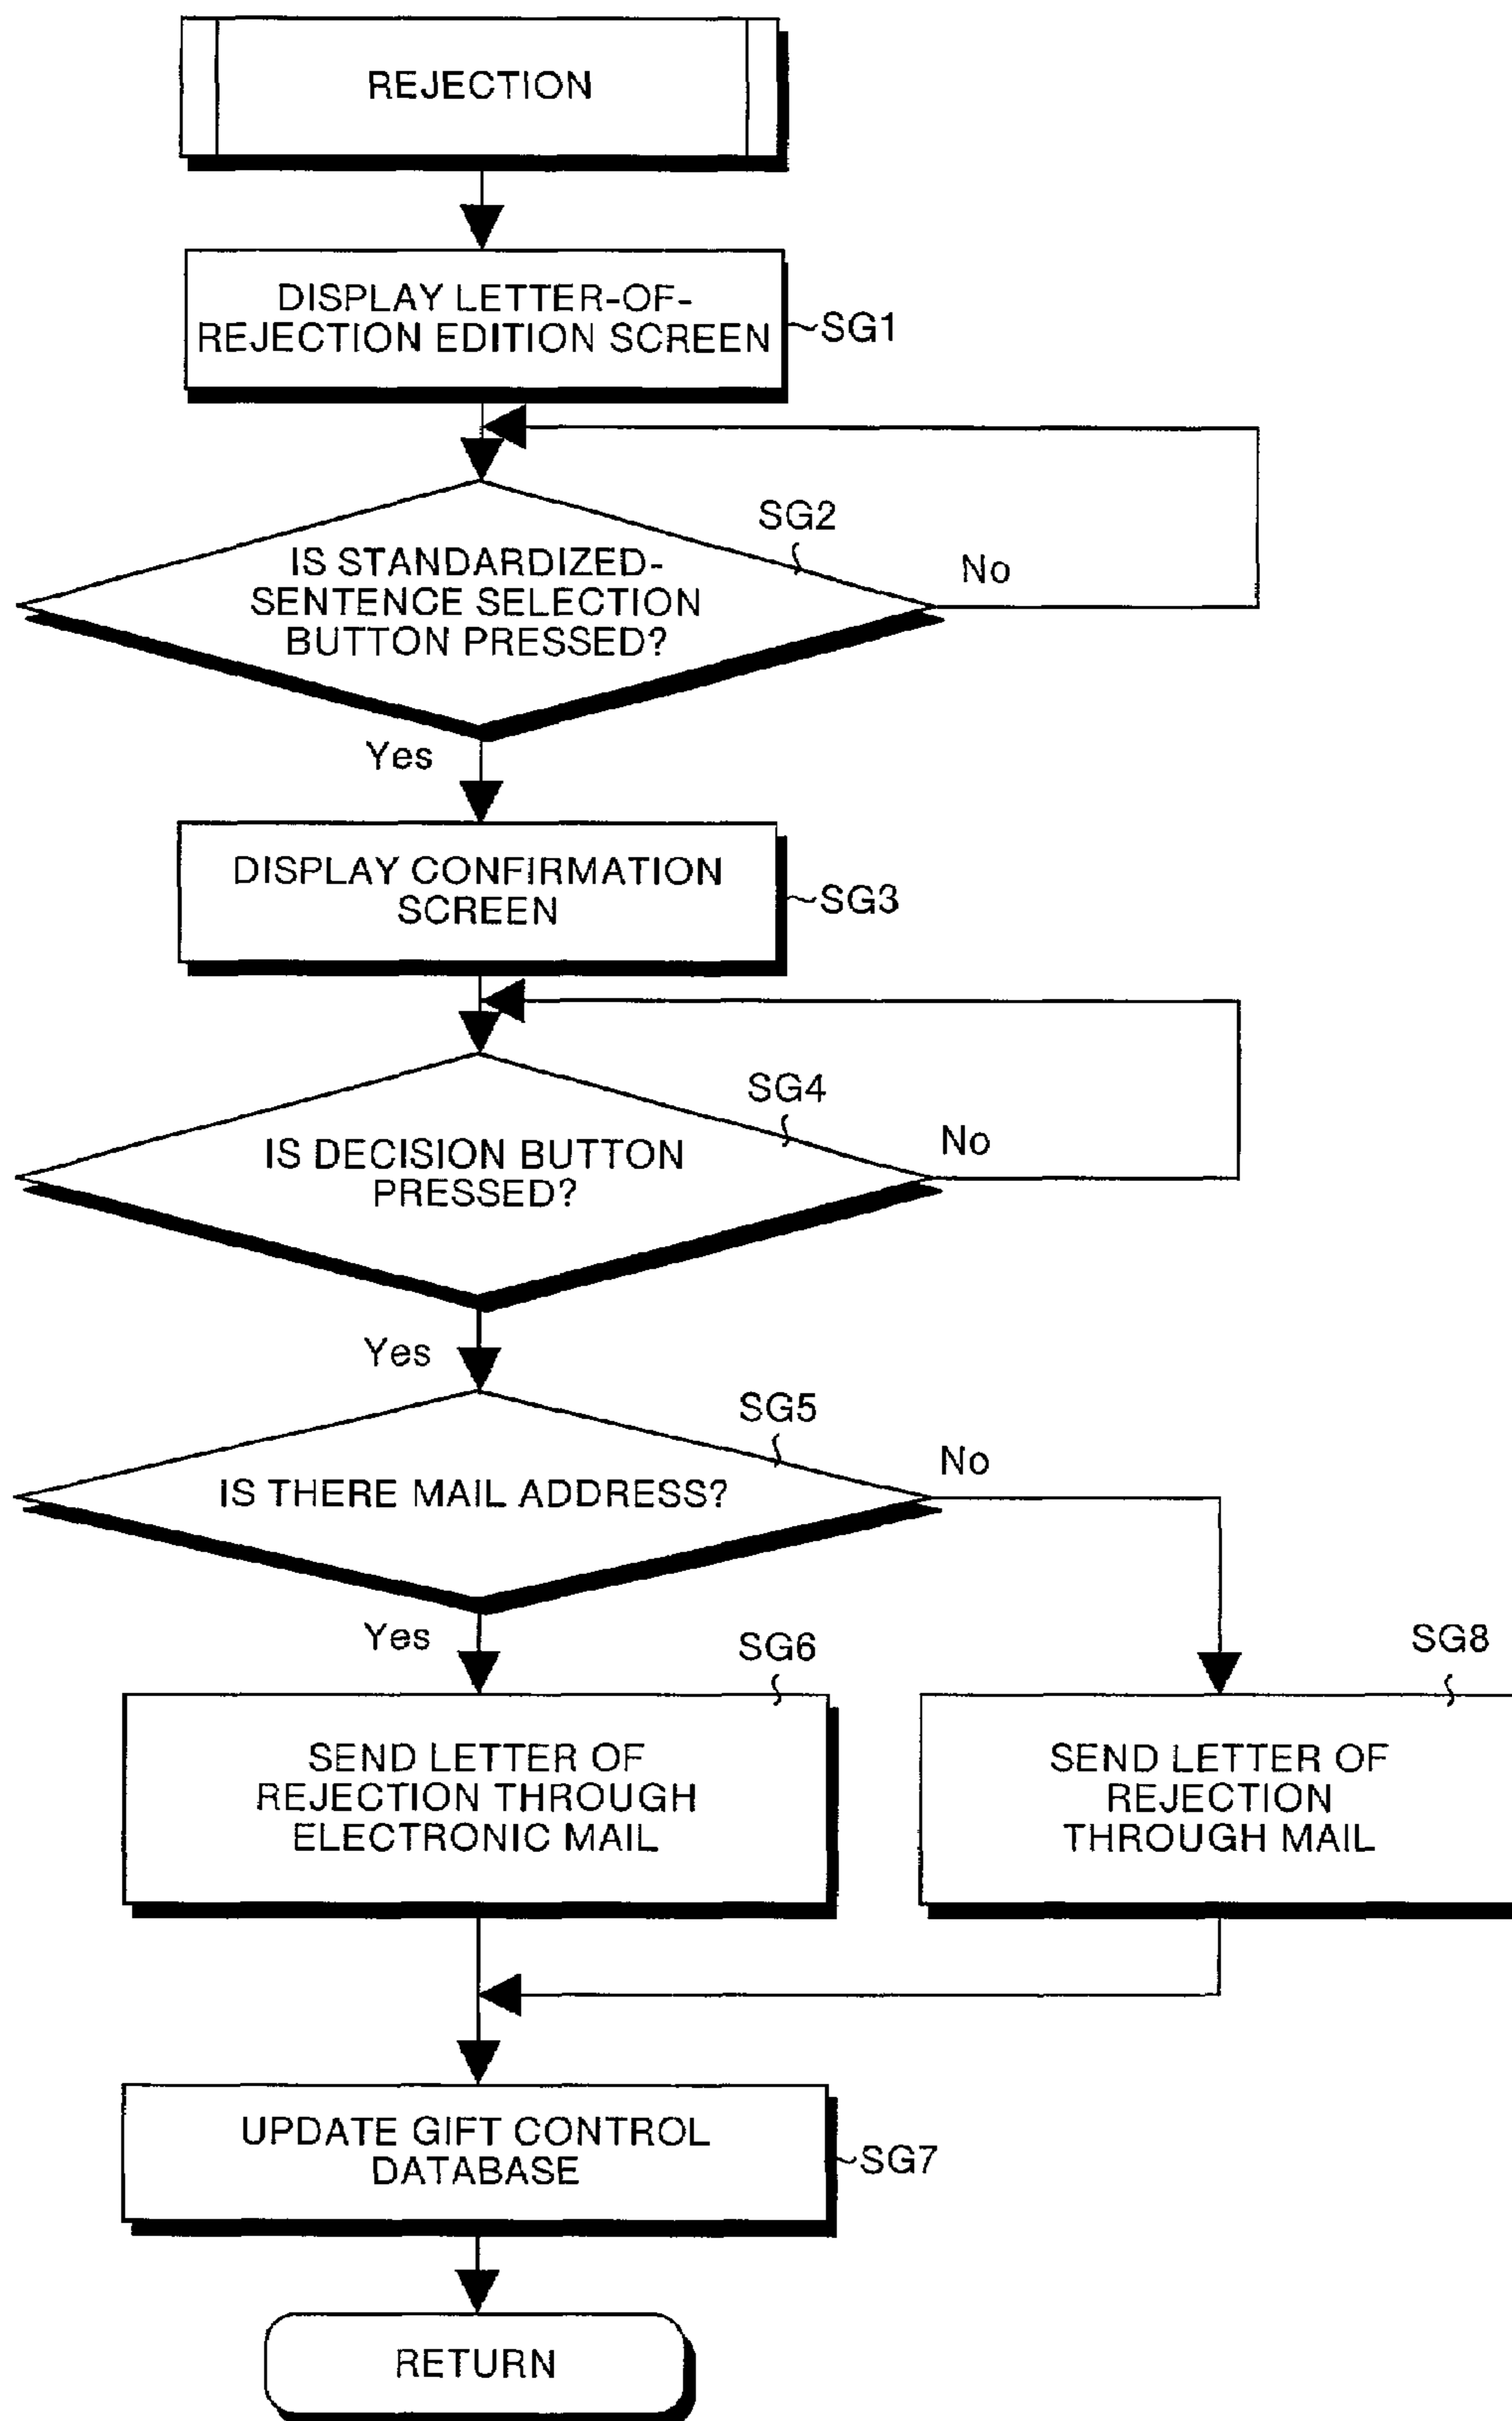 REJECTION
DISPLAY LETTER-OF-
REJECTION EDITION SCREEN
SG1
SG2
IS STANDARDIZED-
SENTENCE SELECTION
BUTTON PRESSED?
No
Yes
DISPLAY CONFIRMATION
SCREEN
SG3
SG4
IS DECISION BUTTON
PRESSED?
No
Yes
SG5
IS THERE MAIL ADDRESS?
No
Yes
SG6
SEND LETTER OF
REJECTION THROUGH
ELECTRONIC MAIL
SG8
SEND LETTER OF
REJECTION
THROUGH MAIL
UPDATE GIFT CONTROL
DATABASE
SG7
RETURN